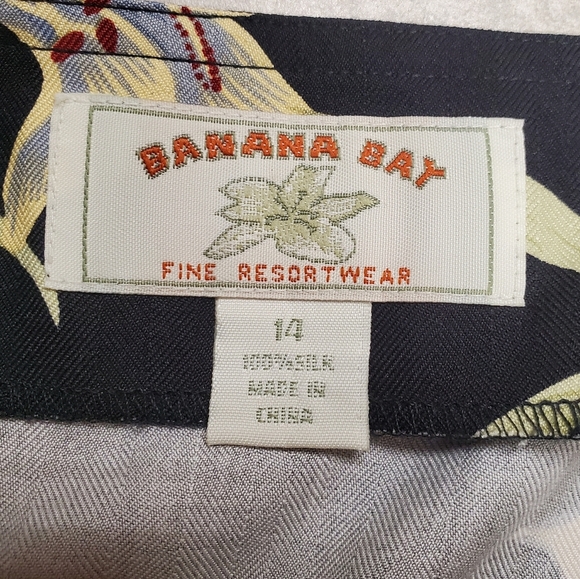 BANANA BAY
FINE RESORTWEAR
14
100%SILK
MADE IN
CHINA